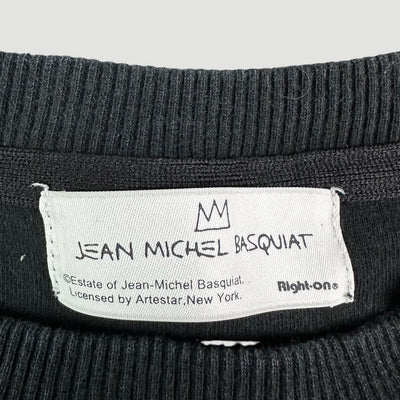 JEAN MICHEL BASQUIAT
©Estate of Jean-Michel Basquiat.
Licensed by Artestar,New York.
Right-on®